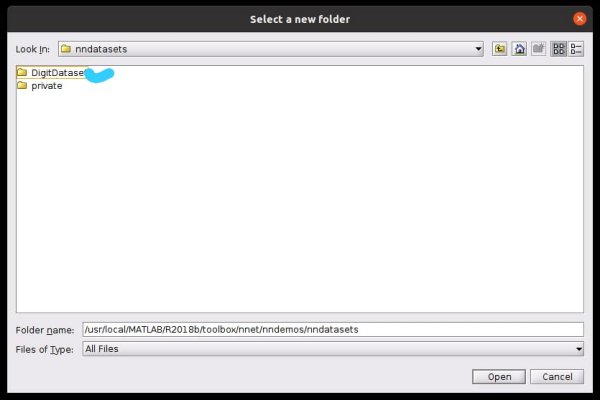 Select a new folder
Look In: nndatasets
DigitDataset
private
Folder name: /usr/local/MATLAB/R2018b/toolbox/nnet/nndemos/nndatasets
Files of Type: All Files
Open Cancel